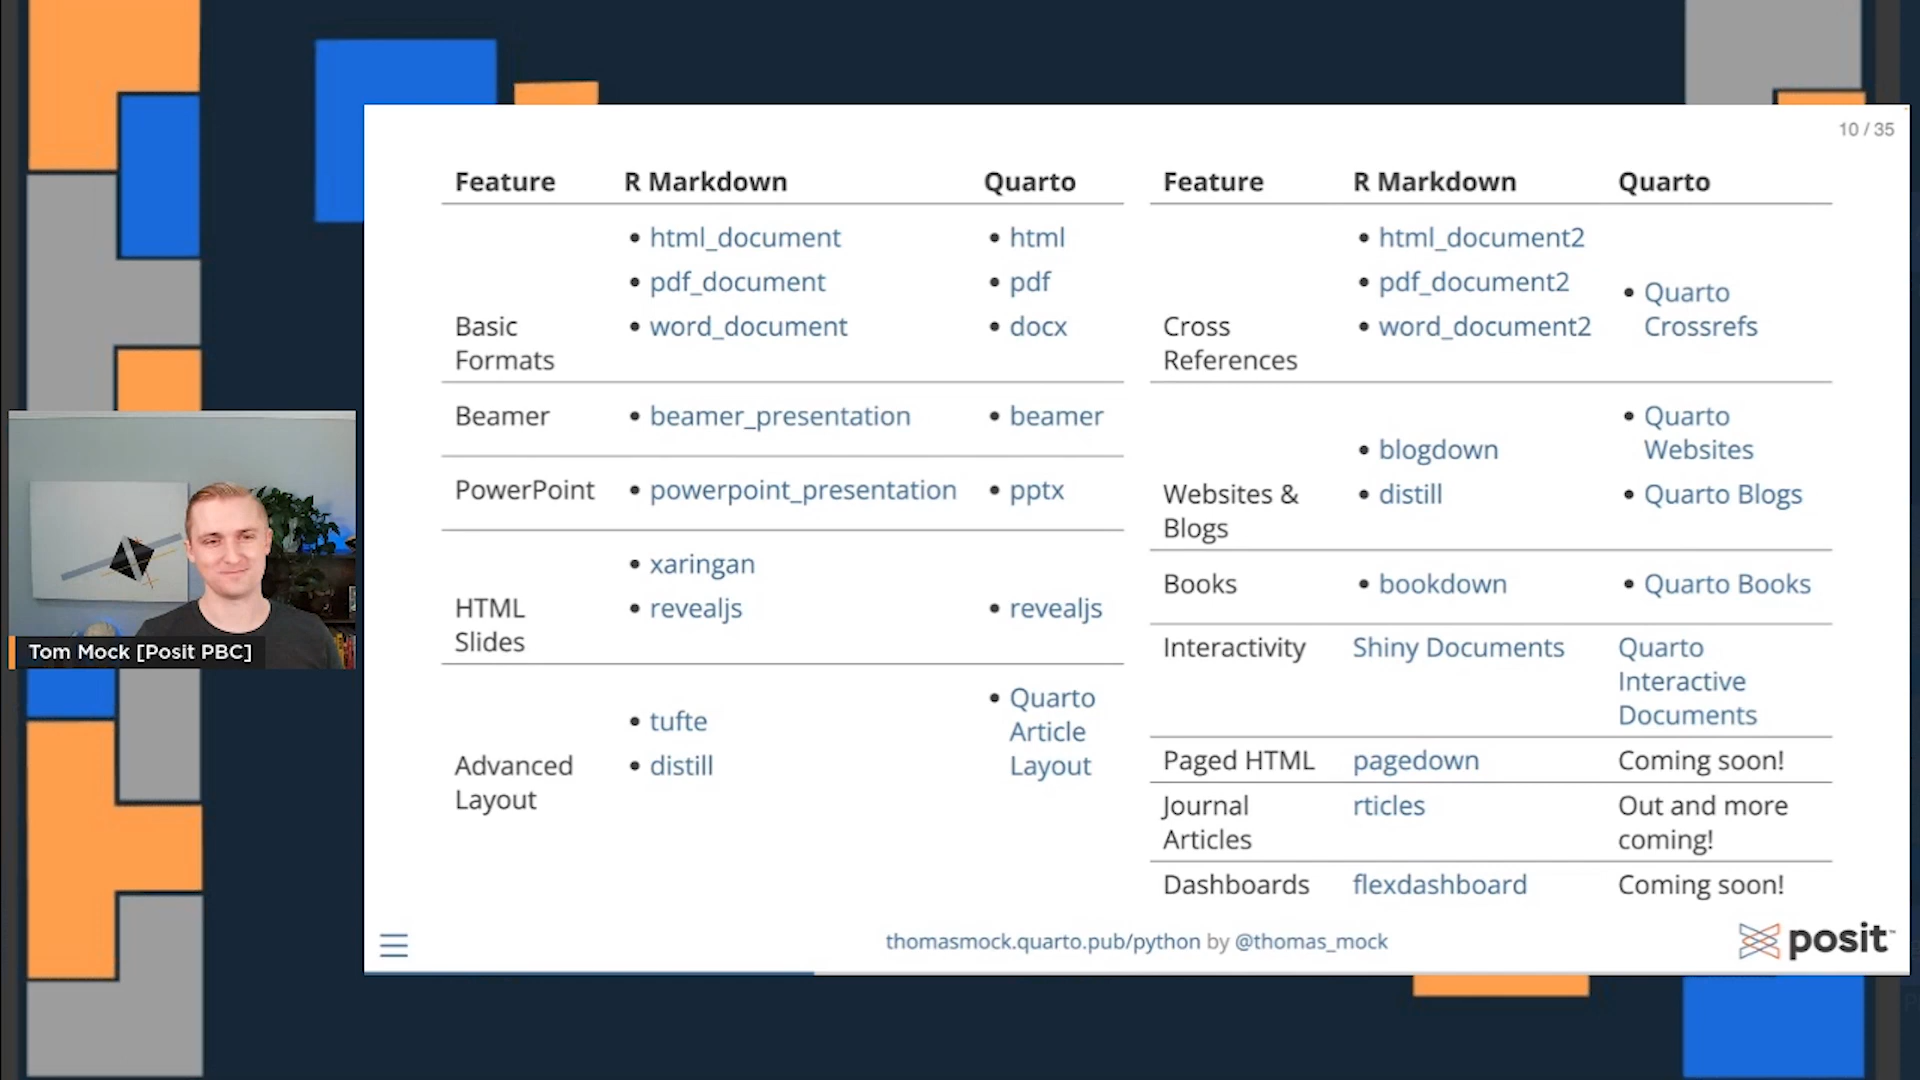 10 / 35
Feature R Markdown Quarto
• html_document • html
• pdf_document • pdf
Basic • word_document • docx
Formats
Beamer • beamer_presentation • beamer
PowerPoint • powerpoint_presentation • pptx
• xaringan
HTML • revealjs • revealjs
Slides
• Quarto
• tufte Article
Advanced • distill Layout
Layout
Feature R Markdown Quarto
• html_document2
• pdf_document2 • Quarto
Cross • word_document2 Crossrefs
References
• Quarto
• blogdown Websites
Websites & • distill • Quarto Blogs
Blogs
Books • bookdown • Quarto Books
Interactivity Shiny Documents Quarto
Interactive
Documents
Paged HTML pagedown Coming soon!
Journal rticles Out and more
Articles coming!
Dashboards flexdashboard Coming soon!
thomasmock.quarto.pub/python by @thomas_mock
posit™
Tom Mock [Posit PBC]